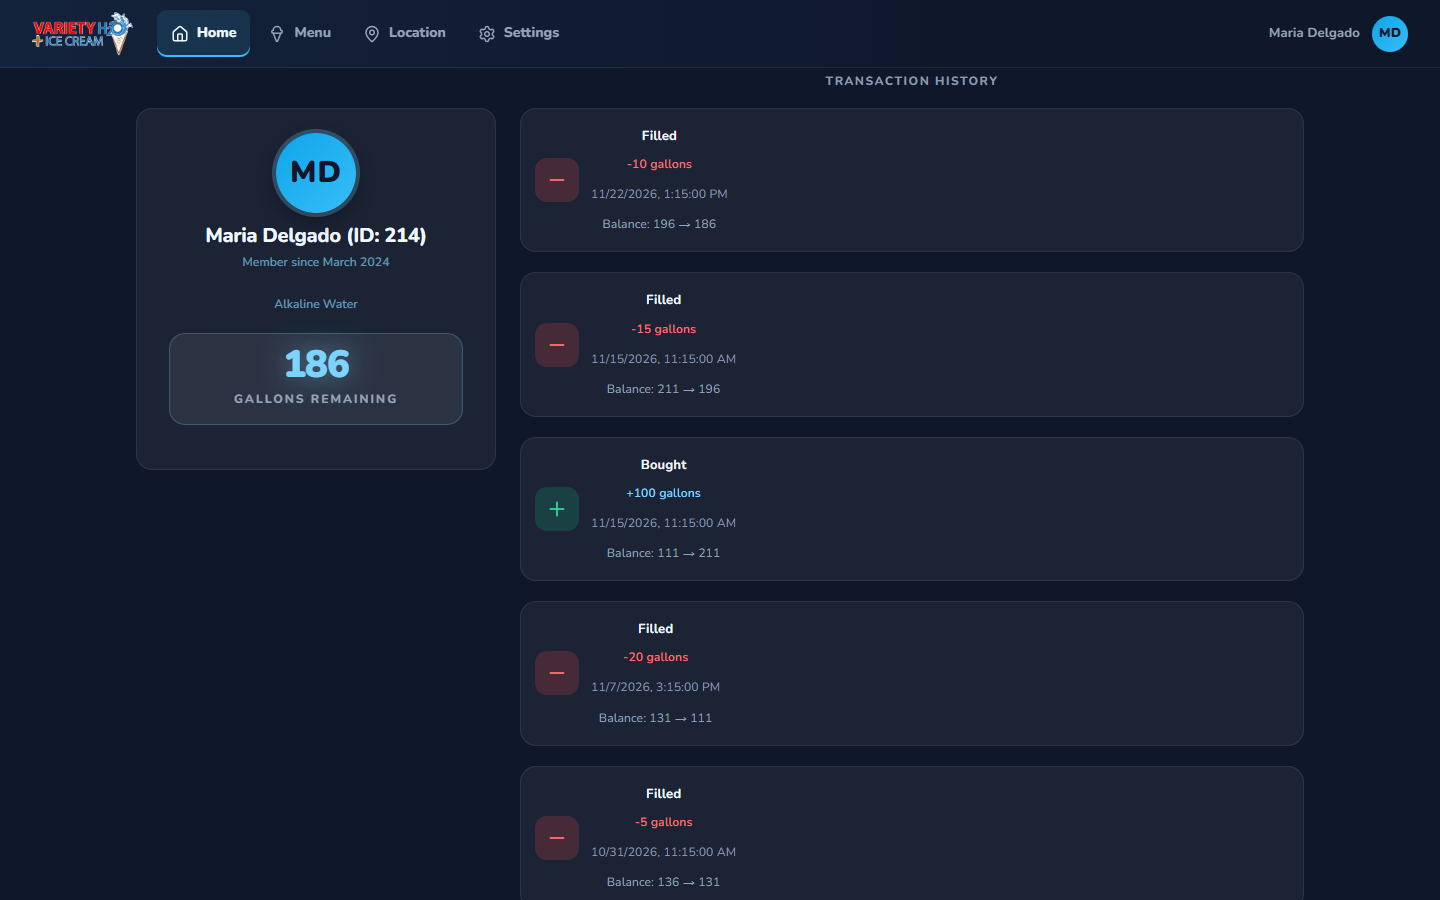 VARIETY H2O
+ ICE CREAM
Home
Menu
Location
Settings
Maria Delgado
MD
TRANSACTION HISTORY
MD
Maria Delgado (ID: 214)
Member since March 2024
Alkaline Water
186
GALLONS REMAINING
Filled
-10 gallons
11/22/2026, 1:15:00 PM
Balance: 196 → 186
Filled
-15 gallons
11/15/2026, 11:15:00 AM
Balance: 211 → 196
Bought
+100 gallons
11/15/2026, 11:15:00 AM
Balance: 111 → 211
Filled
-20 gallons
11/7/2026, 3:15:00 PM
Balance: 131 → 111
Filled
-5 gallons
10/31/2026, 11:15:00 AM
Balance: 136 → 131